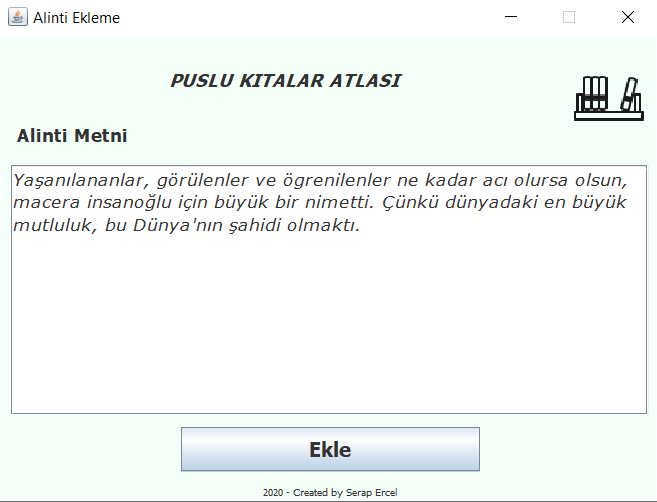 Alinti Ekleme
PUSLU KITALAR ATLASI
Alinti Metni
Yaşanılananlar, görülenler ve ögrenilenler ne kadar acı olursa olsun,
macera insanoğlu için büyük bir nimetti. Çünkü dünyadaki en büyük
mutluluk, bu Dünya'nın şahidi olmaktı.
Ekle
2020 - Created by Serap Ercel